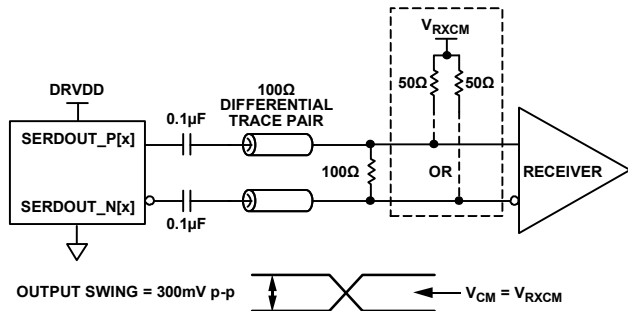 V_RXCM
50Ω 50Ω
DRVDD
100Ω
DIFFERENTIAL
TRACE PAIR
0.1µF
SERDOUT_P[x]
100Ω
OR
RECEIVER
SERDOUT_N[x]
0.1µF
OUTPUT SWING = 300mV p-p
V_CM = V_RXCM